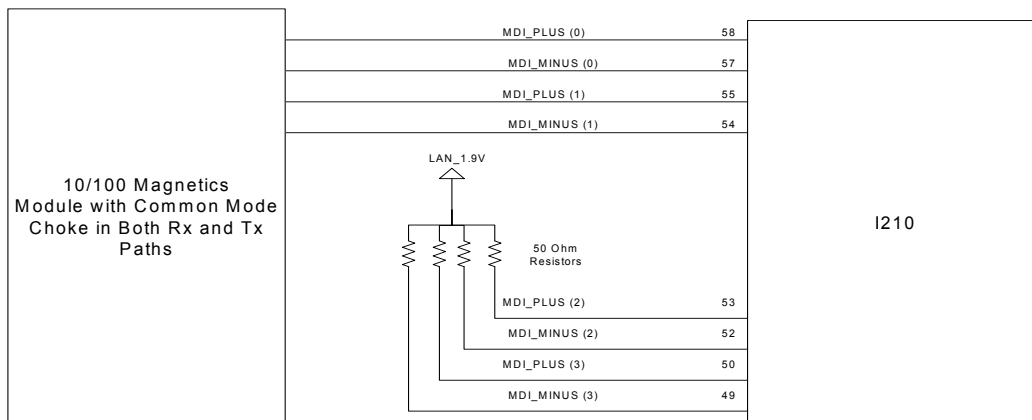 MDI_PLUS (0) 58
MDI_MINUS (0) 57
MDI_PLUS (1) 55
MDI_MINUS (1) 54
LAN_1.9V
10/100 Magnetics
Module with Common Mode
Choke in Both Rx and Tx
Paths
I210
50 Ohm
Resistors
MDI_PLUS (2) 53
MDI_MINUS (2) 52
MDI_PLUS (3) 50
MDI_MINUS (3) 49